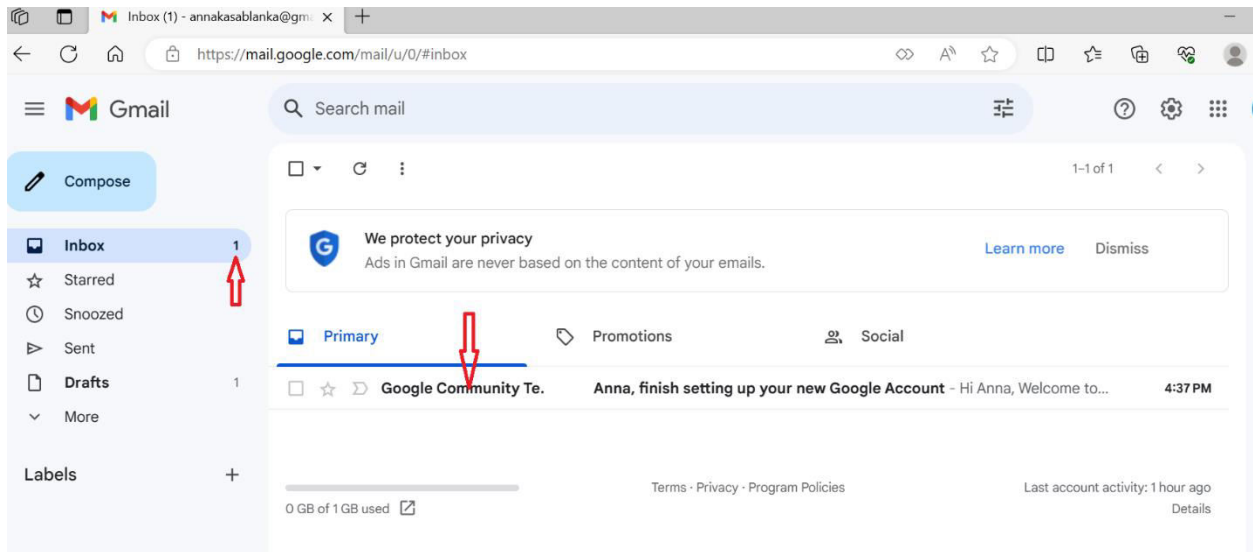 Inbox (1) - annakasablanka@gm
https://mail.google.com/mail/u/0/#inbox
Gmail
Search mail
Compose
1–1 of 1
Inbox 1
Starred
Snoozed
Sent
Drafts 1
More
Labels
We protect your privacy
Ads in Gmail are never based on the content of your emails.
Learn more Dismiss
Primary Promotions Social
Google Community Te. Anna, finish setting up your new Google Account - Hi Anna, Welcome to... 4:37 PM
0 GB of 1 GB used
Terms · Privacy · Program Policies
Last account activity: 1 hour ago
Details